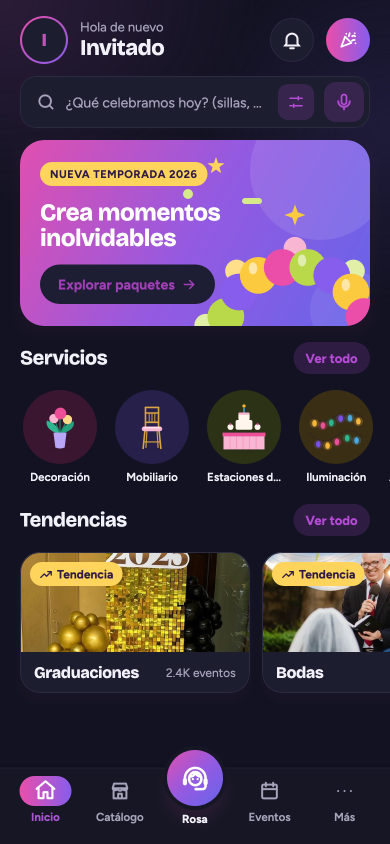 I
Hola de nuevo
Invitado
¿Qué celebramos hoy? (sillas, ...
NUEVA TEMPORADA 2026
Crea momentos
inolvidables
Explorar paquetes →
Servicios
Ver todo
Decoración
Mobiliario
Estaciones d...
Iluminación
Tendencias
Ver todo
2025
Tendencia
Tendencia
Graduaciones
2.4K eventos
Bodas
Inicio
Catálogo
Rosa
Eventos
Más